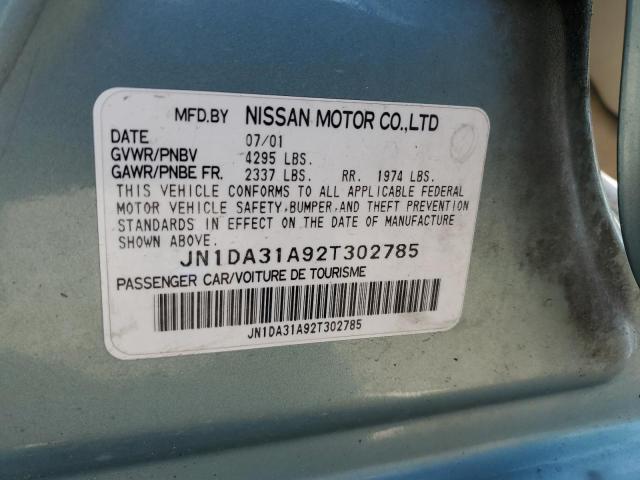 MFD.BY NISSAN MOTOR CO.,LTD
DATE 07/01
GVWR/PNBV 4295 LBS.
GAWR/PNBE FR. 2337 LBS. RR. 1974 LBS.
THIS VEHICLE CONFORMS TO ALL APPLICABLE FEDERAL
MOTOR VEHICLE SAFETY, BUMPER, AND THEFT PREVENTION
STANDARDS IN EFFECT ON THE DATE OF MANUFACTURE
SHOWN ABOVE.
JN1DA31A92T302785
PASSENGER CAR/VOITURE DE TOURISME
JN1DA31A92T302785